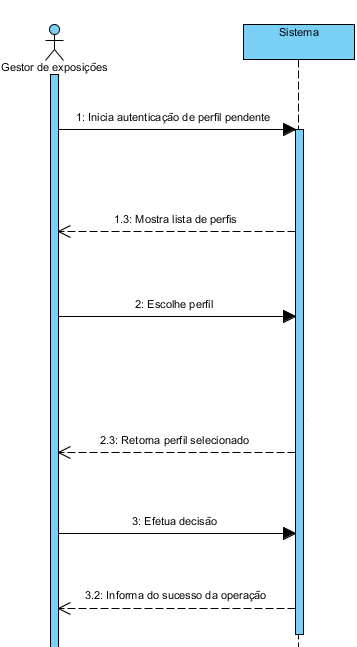 Sistema
Gestor de exposições
1: Inicia autenticação de perfil pendente
1.3: Mostra lista de perfis
2: Escolhe perfil
2.3: Retorna perfil selecionado
3: Efetua decisão
3.2: Informa do sucesso da operação